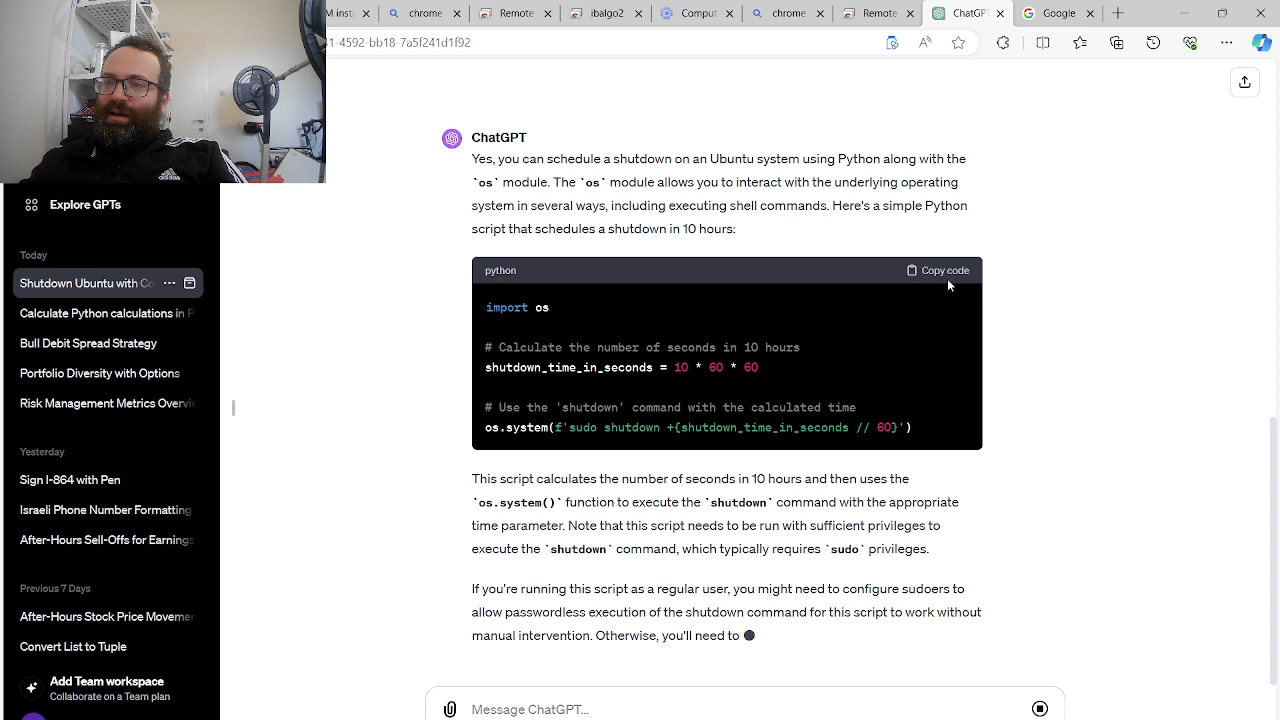 M insta
chrome
Remote
ibalgo2
Comput
chrome
Remote
ChatGP
Google
41-4592-bb18-7a5f241d1f92
adidas
Explore GPTs
Today
Shutdown Ubuntu with Co
Calculate Python calculations in P
Bull Debit Spread Strategy
Portfolio Diversity with Options
Risk Management Metrics Overvie
Yesterday
Sign I-864 with Pen
Israeli Phone Number Formatting
After-Hours Sell-Offs for Earnings
Previous 7 Days
After-Hours Stock Price Movemen
Convert List to Tuple
Add Team workspace
Collaborate on a Team plan
ChatGPT
Yes, you can schedule a shutdown on an Ubuntu system using Python along with the
`os` module. The `os` module allows you to interact with the underlying operating
system in several ways, including executing shell commands. Here's a simple Python
script that schedules a shutdown in 10 hours:
python
Copy code
import os
# Calculate the number of seconds in 10 hours
shutdown_time_in_seconds = 10 * 60 * 60
# Use the 'shutdown' command with the calculated time
os.system(f'sudo shutdown +{shutdown_time_in_seconds // 60}')
This script calculates the number of seconds in 10 hours and then uses the
`os.system()` function to execute the `shutdown` command with the appropriate
time parameter. Note that this script needs to be run with sufficient privileges to
execute the `shutdown` command, which typically requires `sudo` privileges.
If you're running this script as a regular user, you might need to configure sudoers to
allow passwordless execution of the shutdown command for this script to work without
manual intervention. Otherwise, you'll need to
Message ChatGPT...